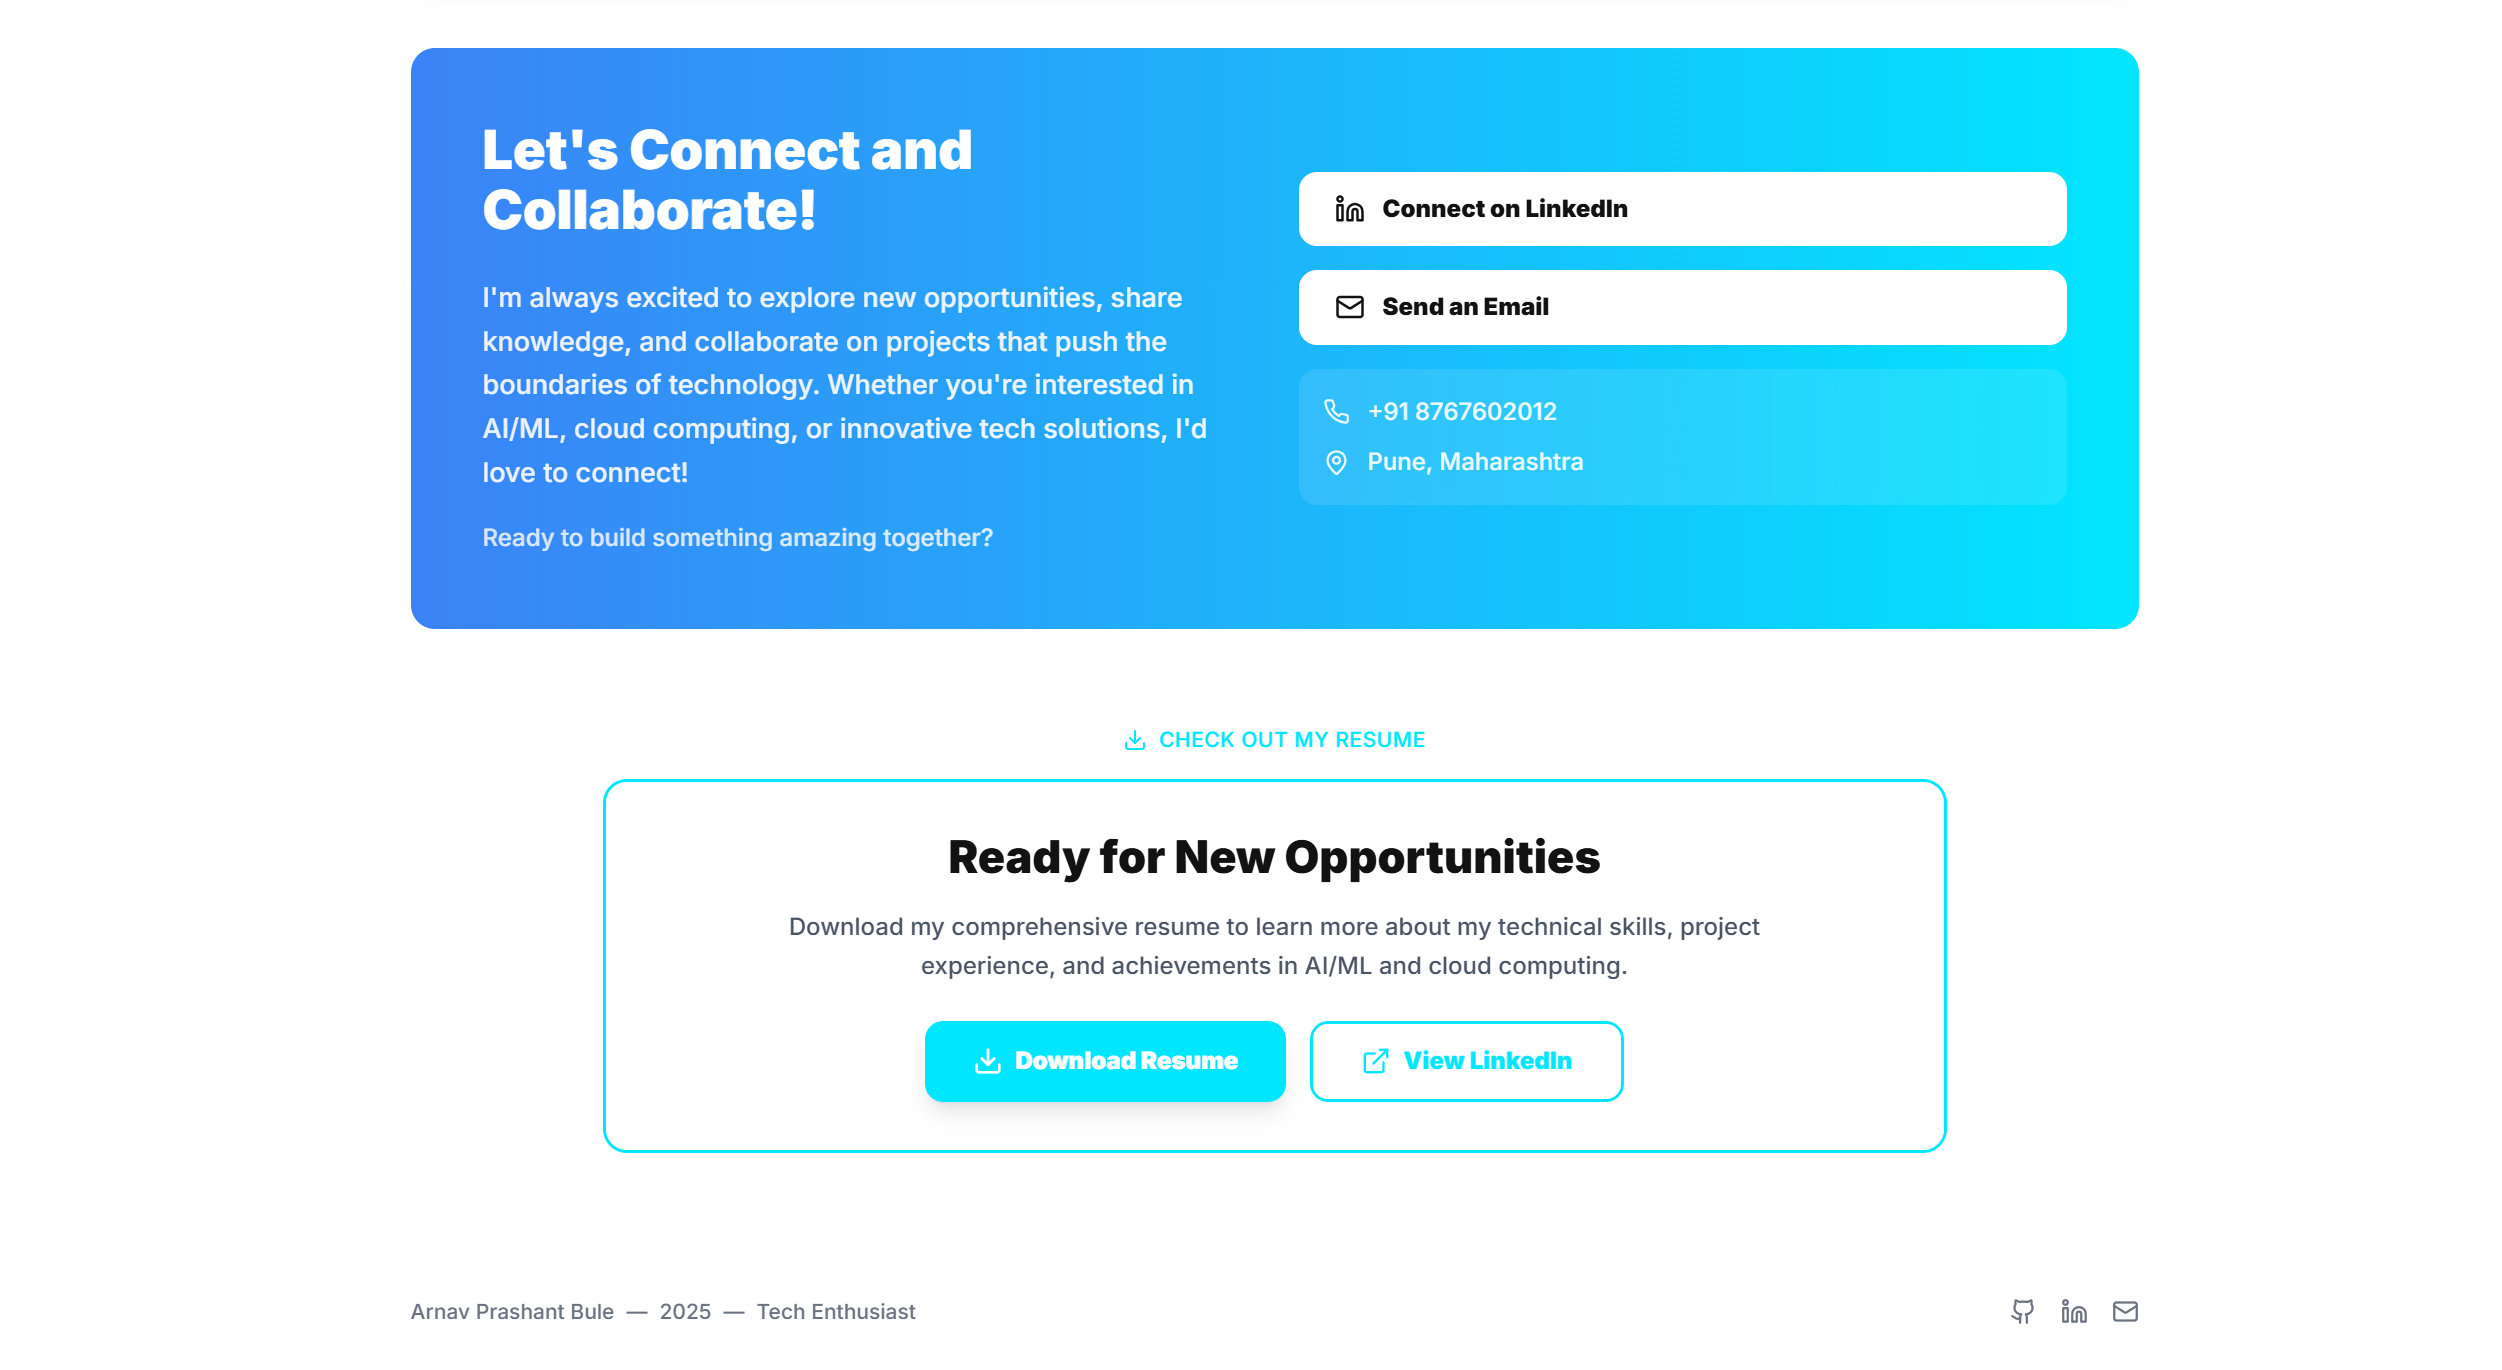 Let's Connect and
Collaborate!
I'm always excited to explore new opportunities, share
knowledge, and collaborate on projects that push the
boundaries of technology. Whether you're interested in
AI/ML, cloud computing, or innovative tech solutions, I'd
love to connect!
Ready to build something amazing together?
Connect on LinkedIn
Send an Email
+91 8767602012
Pune, Maharashtra
CHECK OUT MY RESUME
Ready for New Opportunities
Download my comprehensive resume to learn more about my technical skills, project
experience, and achievements in AI/ML and cloud computing.
Download Resume
View LinkedIn
Arnav Prashant Bule — 2025 — Tech Enthusiast